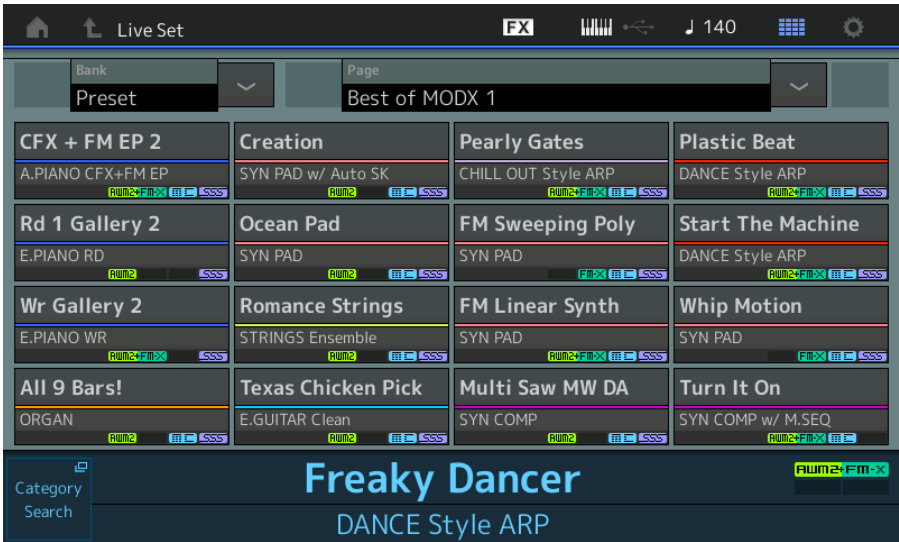 Live Set
FX
♩ 140
Bank
Preset
Page
Best of MODX 1
CFX + FM EP 2
A.PIANO CFX+FM EP
AWM2+FM-X SSS
Creation
SYN PAD w/ Auto SK
AWM2 SSS
Pearly Gates
CHILL OUT Style ARP
AWM2+FM-X SSS
Plastic Beat
DANCE Style ARP
AWM2+FM-X SSS
Rd 1 Gallery 2
E.PIANO RD
AWM2 SSS
Ocean Pad
SYN PAD
AWM2 SSS
FM Sweeping Poly
SYN PAD
FM-X SSS
Start The Machine
DANCE Style ARP
AWM2+FM-X SSS
Wr Gallery 2
E.PIANO WR
AWM2+FM-X SSS
Romance Strings
STRINGS Ensemble
AWM2 SSS
FM Linear Synth
SYN PAD
AWM2+FM-X SSS
Whip Motion
SYN PAD
FM-X SSS
All 9 Bars!
ORGAN
AWM2 SSS
Texas Chicken Pick
E.GUITAR Clean
AWM2 SSS
Multi Saw MW DA
SYN COMP
AWM2 SSS
Turn It On
SYN COMP w/ M.SEQ
AWM2+FM-X
Category
Search
Freaky Dancer
AWM2+FM-X
DANCE Style ARP